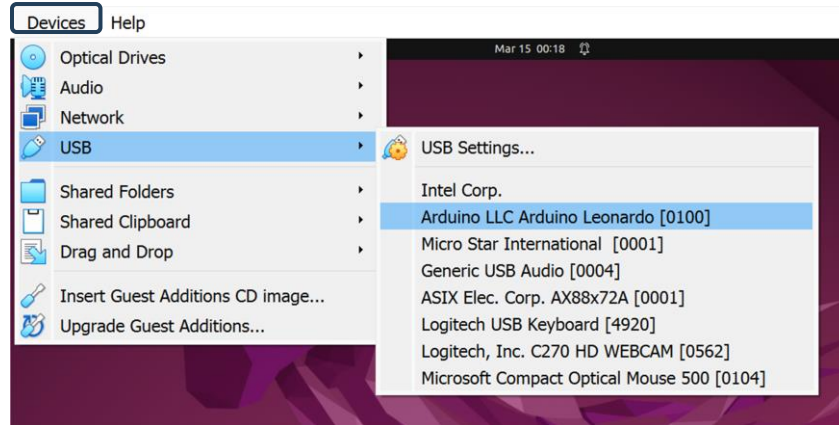 Devices Help
Mar 15 00:18
Optical Drives
Audio
Network
USB
Shared Folders
Shared Clipboard
Drag and Drop
Insert Guest Additions CD image...
Upgrade Guest Additions...
USB Settings...
Intel Corp.
Arduino LLC Arduino Leonardo [0100]
Micro Star International [0001]
Generic USB Audio [0004]
ASIX Elec. Corp. AX88x72A [0001]
Logitech USB Keyboard [4920]
Logitech, Inc. C270 HD WEBCAM [0562]
Microsoft Compact Optical Mouse 500 [0104]